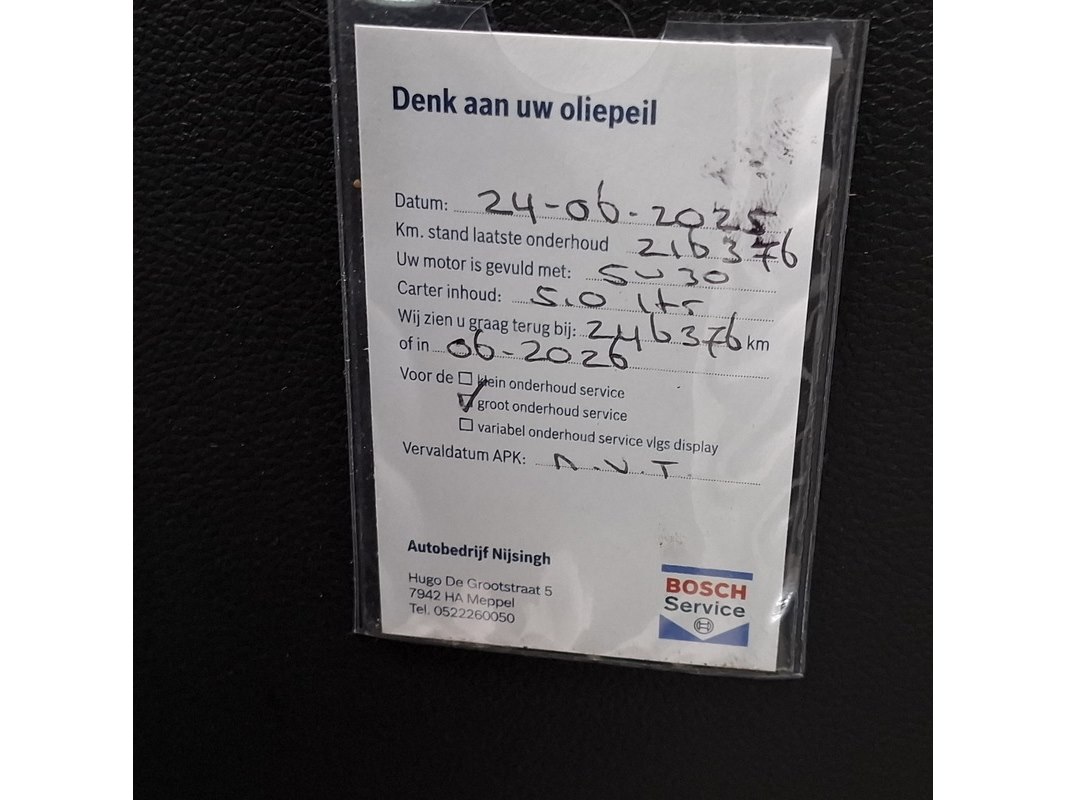 Denk aan uw oliepeil
Datum: 24-06-2025
Km. stand laatste onderhoud 216376
Uw motor is gevuld met: 5W30
Carter inhoud: 5.0 ltr
Wij zien u graag terug bij: 246376 km
of in 06-2026
Voor de klein onderhoud service
groot onderhoud service
variabel onderhoud service vlgs display
Vervaldatum APK: N.V.T.
Autobedrijf Nijsingh
Hugo De Grootstraat 5
7942 HA Meppel
Tel. 0522260050
BOSCH
Service